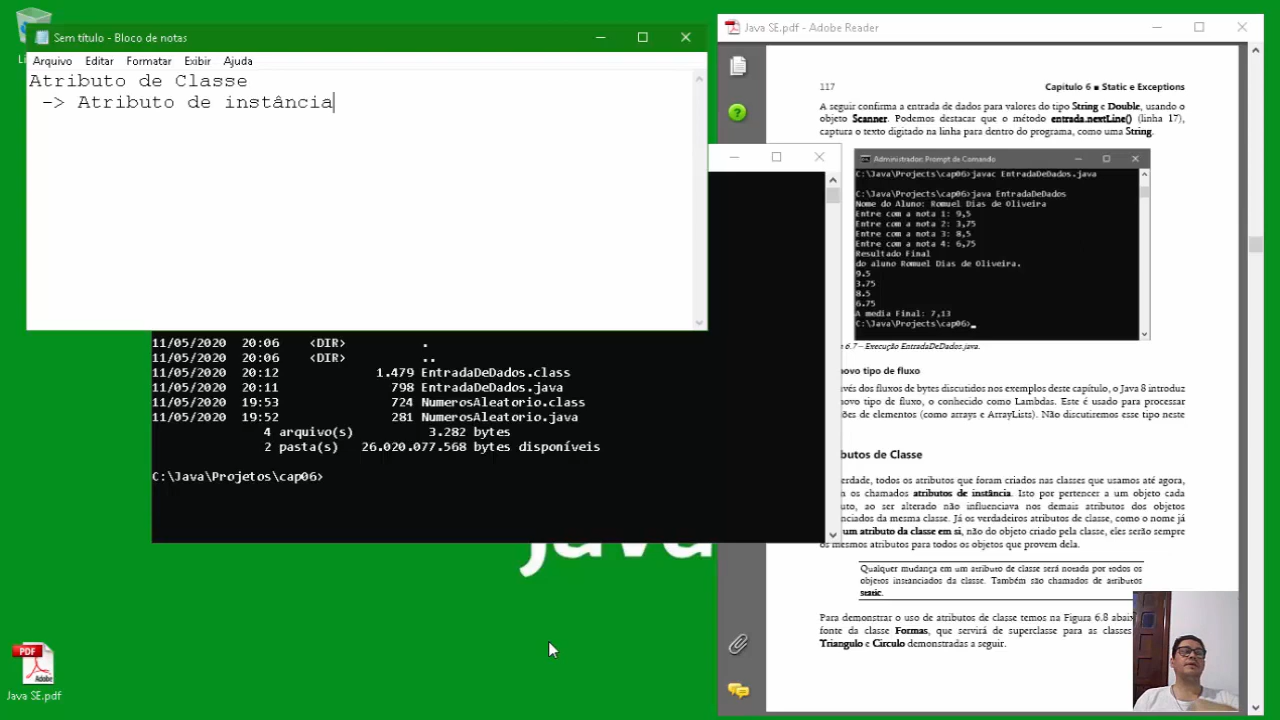 Sem título - Bloco de notas
Arquivo Editar Formatar Exibir Ajuda
Atributo de Classe
-> Atributo de instância
11/05/2020 20:06 <DIR> .
11/05/2020 20:06 <DIR> ..
11/05/2020 20:12 1.479 EntradaDeDados.class
11/05/2020 20:11 798 EntradaDeDados.java
11/05/2020 19:53 724 NumerosAleatorio.class
11/05/2020 19:52 281 NumerosAleatorio.java
4 arquivo(s) 3.282 bytes
2 pasta(s) 26.020.077.568 bytes disponíveis
C:\Java\Projetos\cap06>
java
PDF
Java SE.pdf
Java SE.pdf - Adobe Reader
117 Capitulo 6 ■ Static e Exceptions
A seguir confirma a entrada de dados para valores do tipo String e Double, usando o
objeto Scanner. Podemos destacar que o método entrada.nextLine() (linha 17),
captura o texto digitado na linha para dentro do programa, como uma String.
Administrador: Prompt de Comando
C:\Java\Projects\cap06>javac EntradaDeDados.java
C:\Java\Projects\cap06>java EntradaDeDados
Nome do Aluno: Romuel Dias de Oliveira
Entre com a nota 1: 9,5
Entre com a nota 2: 3,75
Entre com a nota 3: 8,5
Entre com a nota 4: 6,75
Resultado Final
do aluno Romuel Dias de Oliveira.
9.5
3.75
8.5
6.75
A media Final: 7,13
C:\Java\Projects\cap06>
6.7 – Execução EntradaDeDados.java.
novo tipo de fluxo
vés dos fluxos de bytes discutidos nos exemplos deste capítulo, o Java 8 introduz
novo tipo de fluxo, o conhecido como Lambdas. Este é usado para processar
ões de elementos (como arrays e ArrayLists). Não discutiremos esse tipo neste
butos de Classe
erdade, todos os atributos que foram criados nas classes que usamos até agora,
os chamados atributos de instância. Isto por pertencer a um objeto cada
uto, ao ser alterado não influenciava nos demais atributos dos objetos
nciados da mesma classe. Já os verdadeiros atributos de classe, como o nome já
um atributo da classe em si, não do objeto criado pela classe, eles serão sempre
os mesmos atributos para todos os objetos que provem dela.
Qualquer mudança em um atributo de classe será notada por todos os
objetos instanciados da classe. Também são chamados de atributos
static.
Para demonstrar o uso de atributos de classe temos na Figura 6.8 abaix
fonte da classe Formas, que servirá de superclasse para as classes
Triangulo e Circulo demonstradas a seguir.